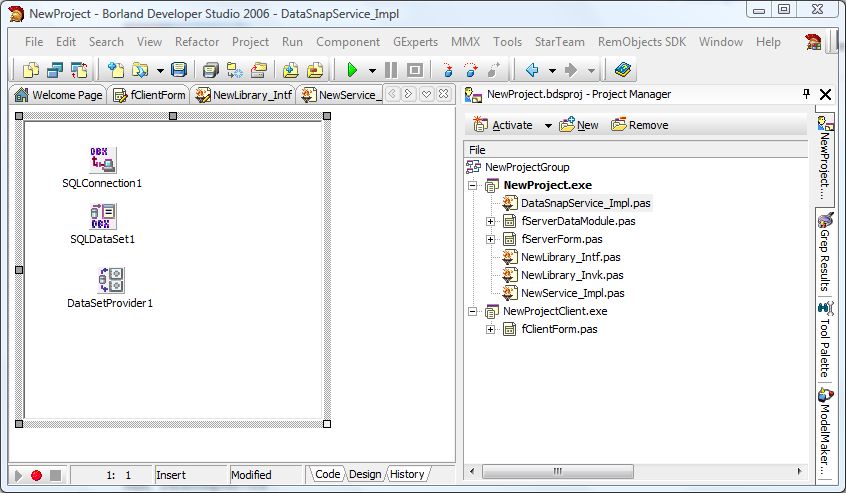 NewProject - Borland Developer Studio 2006 - DataSnapService_Impl
File Edit Search View Refactor Project Run Component GExperts MMX Tools StarTeam RemObjects SDK Window Help
Welcome Page fClientForm NewLibrary_Intf NewService_
NewProject.bdsproj - Project Manager
Activate New Remove
File
NewProjectGroup
NewProject.exe
DataSnapService_Impl.pas
fServerDataModule.pas
fServerForm.pas
NewLibrary_Intf.pas
NewLibrary_Invk.pas
NewService_Impl.pas
NewProjectClient.exe
fClientForm.pas
DBX
SQLConnection1
DBX
SQLDataSet1
DataSetProvider1
NewProject....
Grep Results
Tool Palette
ModelMaker...
1: 1 Insert Modified Code Design History